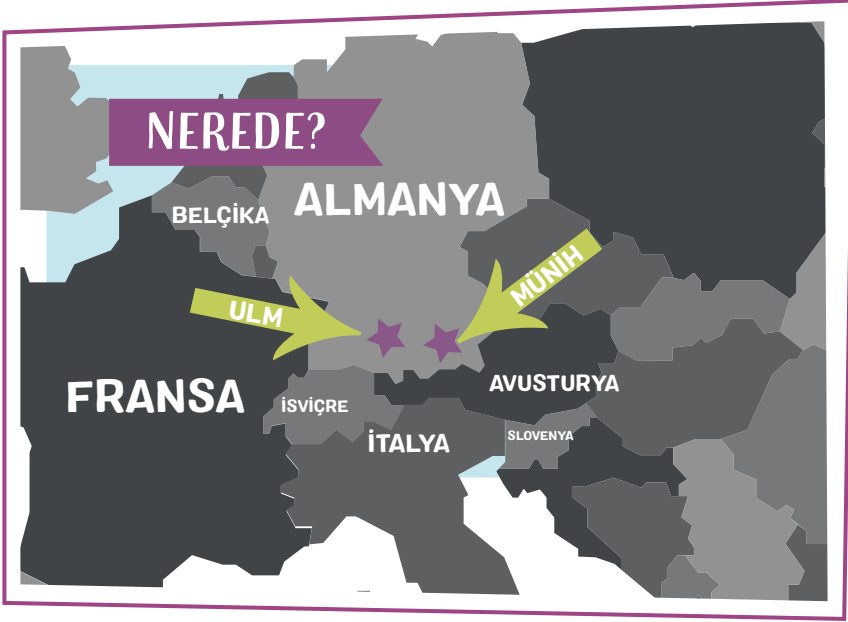 NEREDE?
ALMANYA
BELÇİKA
MÜNİH
ULM
FRANSA
AVUSTURYA
İSVİÇRE
İTALYA
SLOVENYA